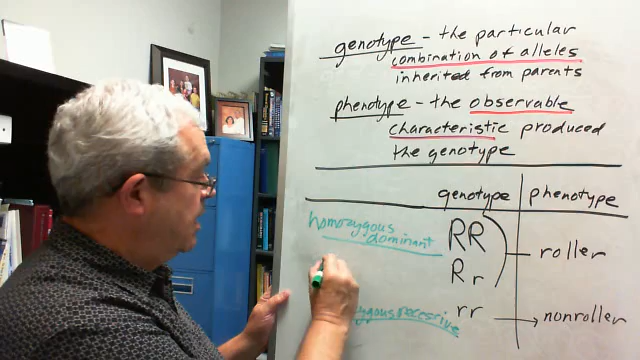 genotype - the particular
combination of alleles
inherited from parents
phenotype - the observable
characteristic produced
the genotype
genotype phenotype
homozygous
dominant
RR
roller
Rr
rr
nonroller
recessive